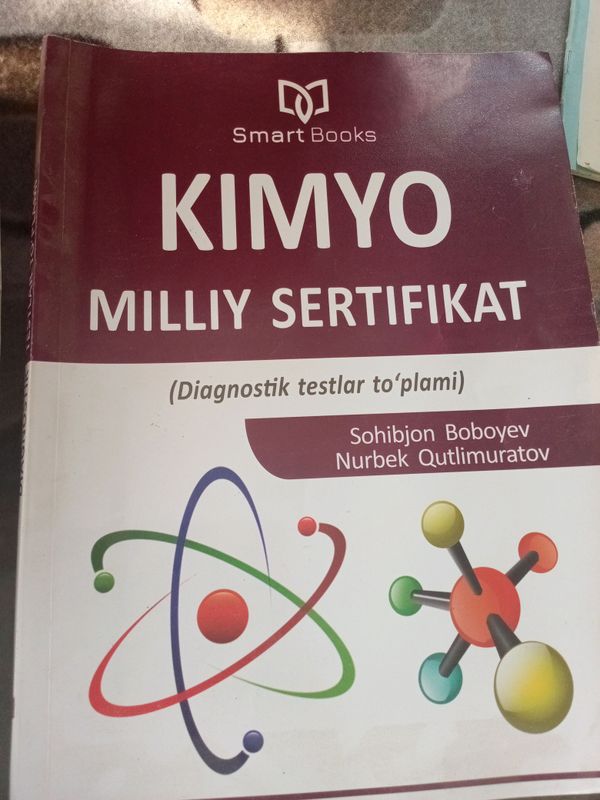 Smart Books
KIMYO
MILLIY SERTIFIKAT
(Diagnostik testlar to‘plami)
Sohibjon Boboyev
Nurbek Qutlimuratov